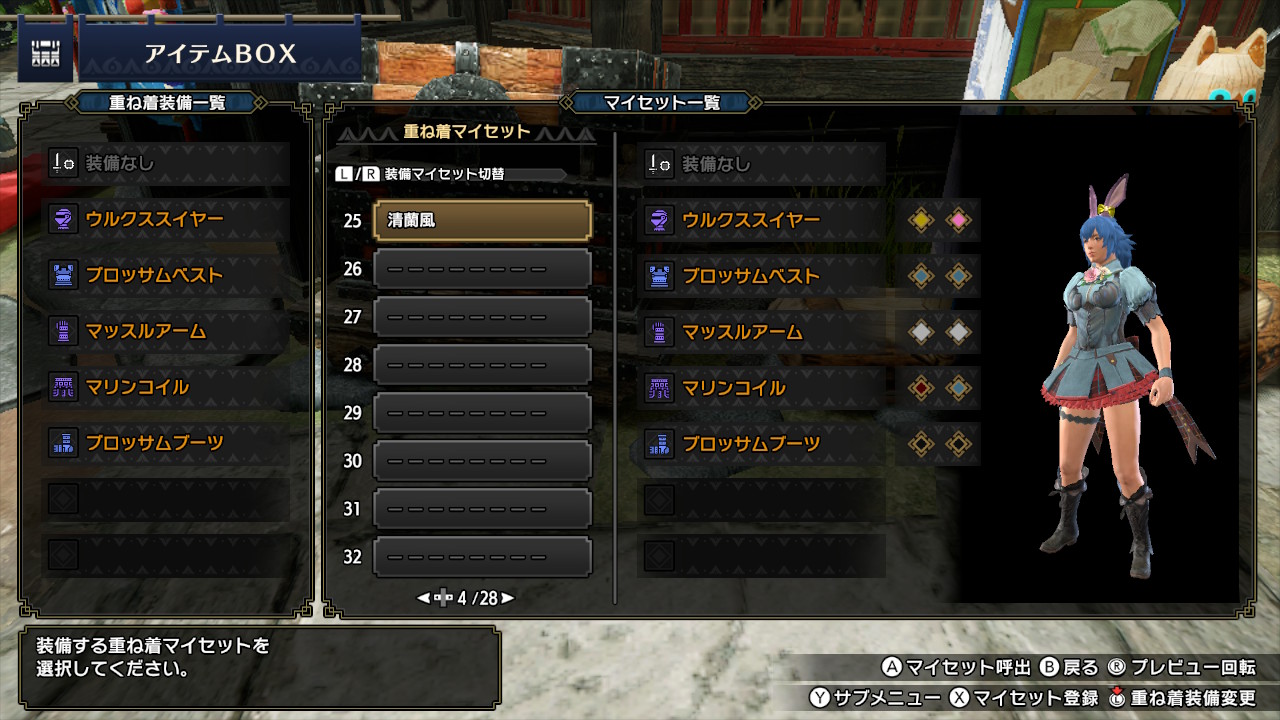 アイテムBOX
重ね着装備一覧
装備なし
ウルクススイヤー
ブロッサムベスト
マッスルアーム
マリンコイル
ブロッサムブーツ
マイセット一覧
重ね着マイセット
L/R 装備マイセット切替
25 清蘭風
26 ーーーーーーーー
27 ーーーーーーーー
28 ーーーーーーーー
29 ーーーーーーーー
30 ーーーーーーーー
31 ーーーーーーーー
32 ーーーーーーーー
4/28
装備なし
ウルクススイヤー
ブロッサムベスト
マッスルアーム
マリンコイル
ブロッサムブーツ
装備する重ね着マイセットを
選択してください。
A マイセット呼出 B 戻る R プレビュー回転
Y サブメニュー X マイセット登録 L 重ね着装備変更